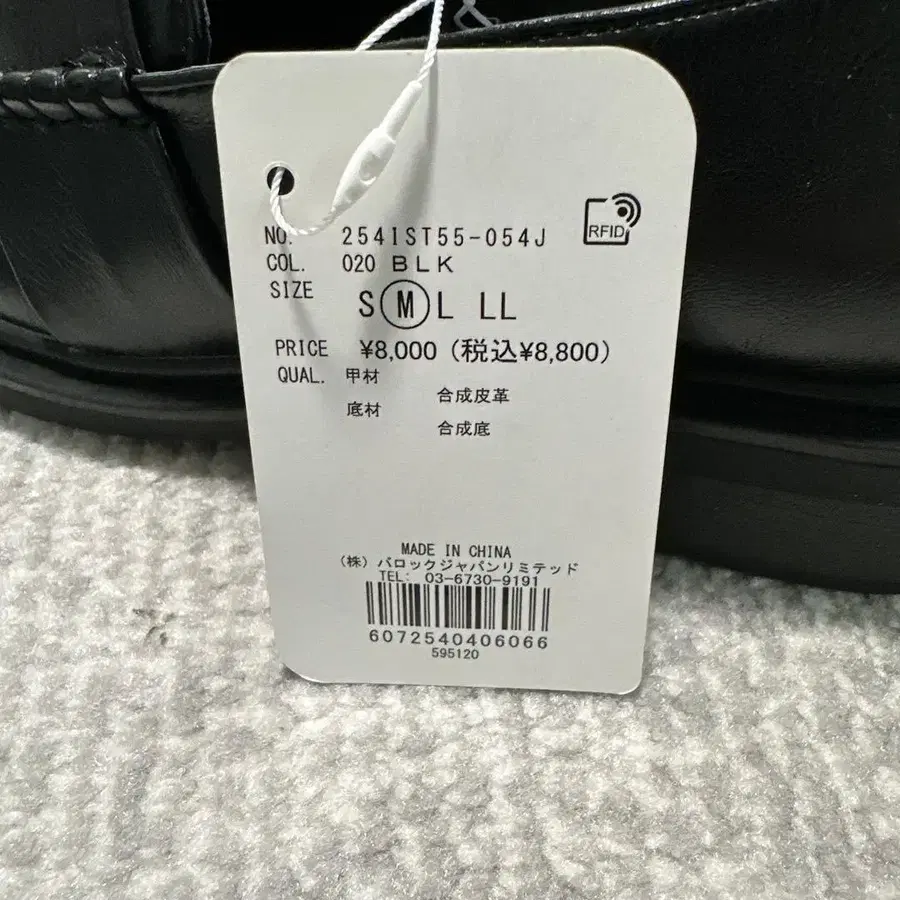 RFID
NO. 2541ST55-054J
COL. 020 BLK
SIZE S M L LL
PRICE ¥8,000 (税込¥8,800)
QUAL. 甲材
合成皮革
底材
合成底
MADE IN CHINA
(株) バロックジャパンリミテッド
TEL: 03-6730-9191
6072540406066
595120